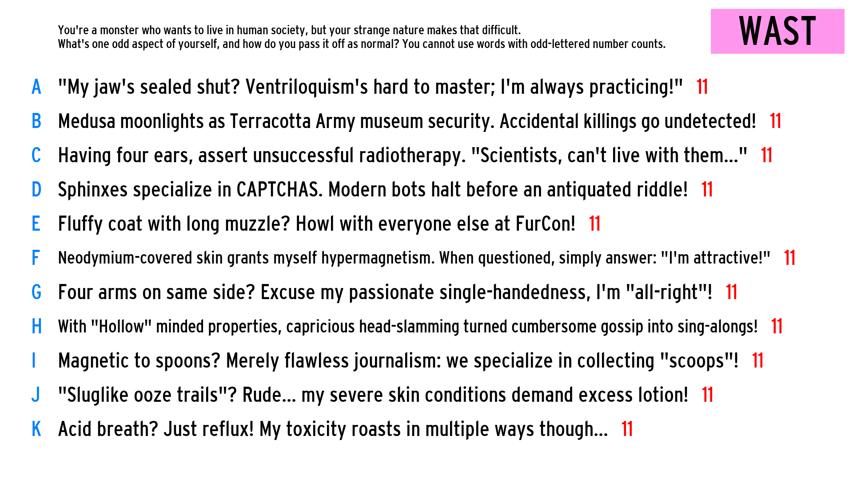 You're a monster who wants to live in human society, but your strange nature makes that difficult.
What's one odd aspect of yourself, and how do you pass it off as normal? You cannot use words with odd-lettered number counts.
WAST
A "My jaw's sealed shut? Ventriloquism's hard to master; I'm always practicing!" 11
B Medusa moonlights as Terracotta Army museum security. Accidental killings go undetected! 11
C Having four ears, assert unsuccessful radiotherapy. "Scientists, can't live with them..." 11
D Sphinxes specialize in CAPTCHAS. Modern bots halt before an antiquated riddle! 11
E Fluffy coat with long muzzle? Howl with everyone else at FurCon! 11
F Neodymium-covered skin grants myself hypermagnetism. When questioned, simply answer: "I'm attractive!" 11
G Four arms on same side? Excuse my passionate single-handedness, I'm "all-right"! 11
H With "Hollow" minded properties, capricious head-slamming turned cumbersome gossip into sing-alongs! 11
I Magnetic to spoons? Merely flawless journalism: we specialize in collecting "scoops"! 11
J "Sluglike ooze trails"? Rude... my severe skin conditions demand excess lotion! 11
K Acid breath? Just reflux! My toxicity roasts in multiple ways though... 11